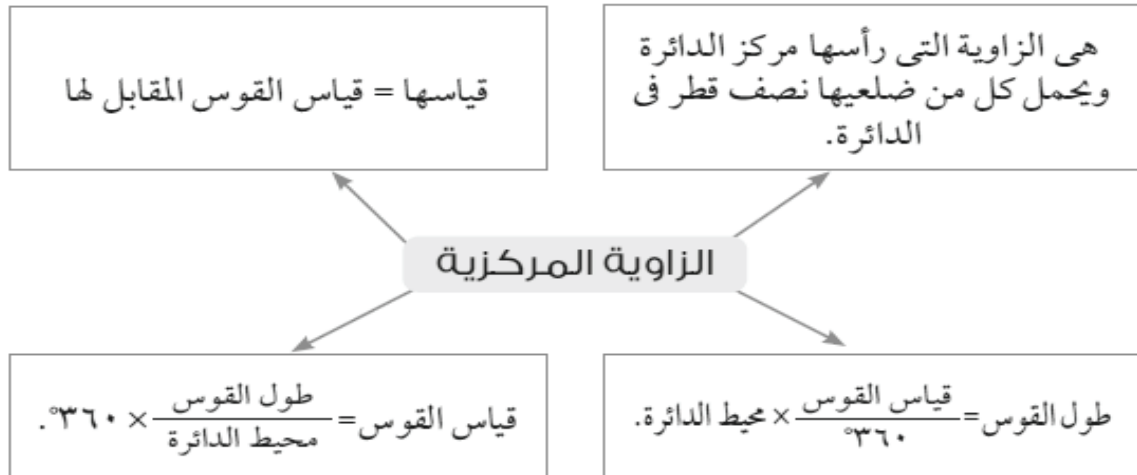 هى الزاوية التى رأسها مركز الدائرة
ويحمل كل من ضلعيها نصف قطر فى
الدائرة.
قياسها = قياس القوس المقابل لها
الزاوية المركزية
طول القوس = قياس القوس / ٣٦٠° × محيط الدائرة.
قياس القوس = طول القوس / محيط الدائرة × ٣٦٠°.